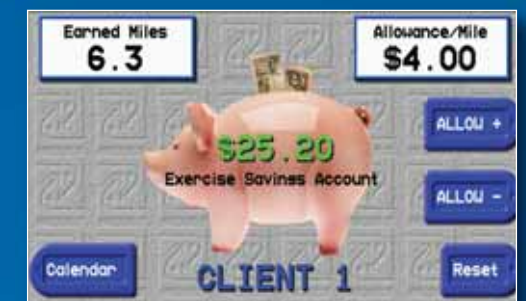 Earned Miles
6.3
Allowance/Mile
$4.00
ALLOW +
$25.20
Exercise Savings Account
ALLOW -
Calendar
CLIENT 1
Reset